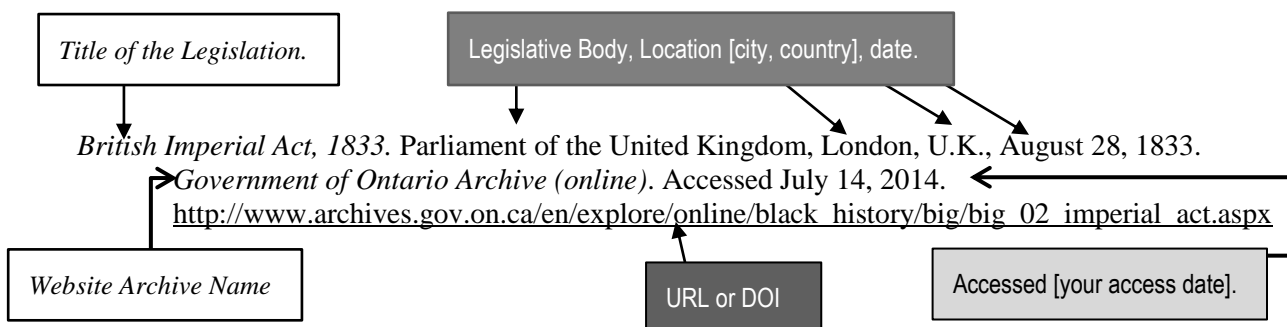 Title of the Legislation.
Legislative Body, Location [city, country], date.
British Imperial Act, 1833. Parliament of the United Kingdom, London, U.K., August 28, 1833.
Government of Ontario Archive (online). Accessed July 14, 2014.
http://www.archives.gov.on.ca/en/explore/online/black_history/big/big_02_imperial_act.aspx
Website Archive Name
URL or DOI
Accessed [your access date].